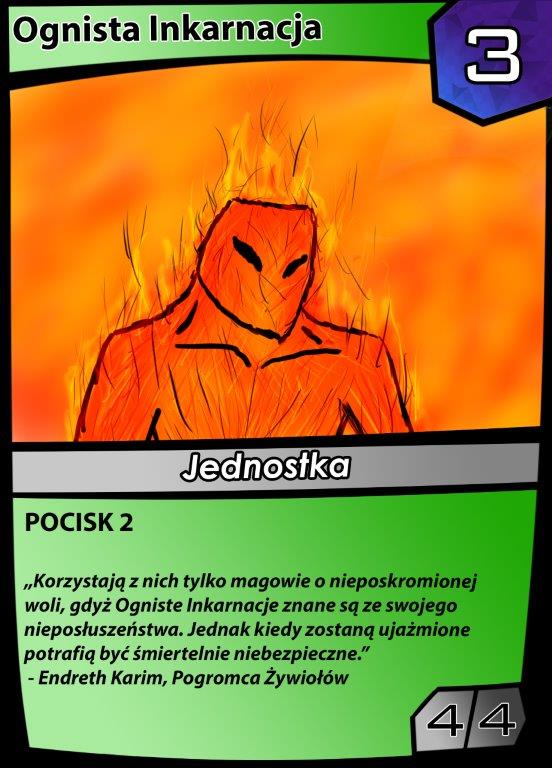 Ognista Inkarnacja
3
Jednostka
POCISK 2
„Korzystają z nich tylko magowie o nieposkromionej
woli, gdyż Ogniste Inkarnacje znane są ze swojego
nieposłuszeństwa. Jednak kiedy zostaną ujażmione
potrafią być śmiertelnie niebezpieczne.”
- Endreth Karim, Pogromca Żywiołów
4 4